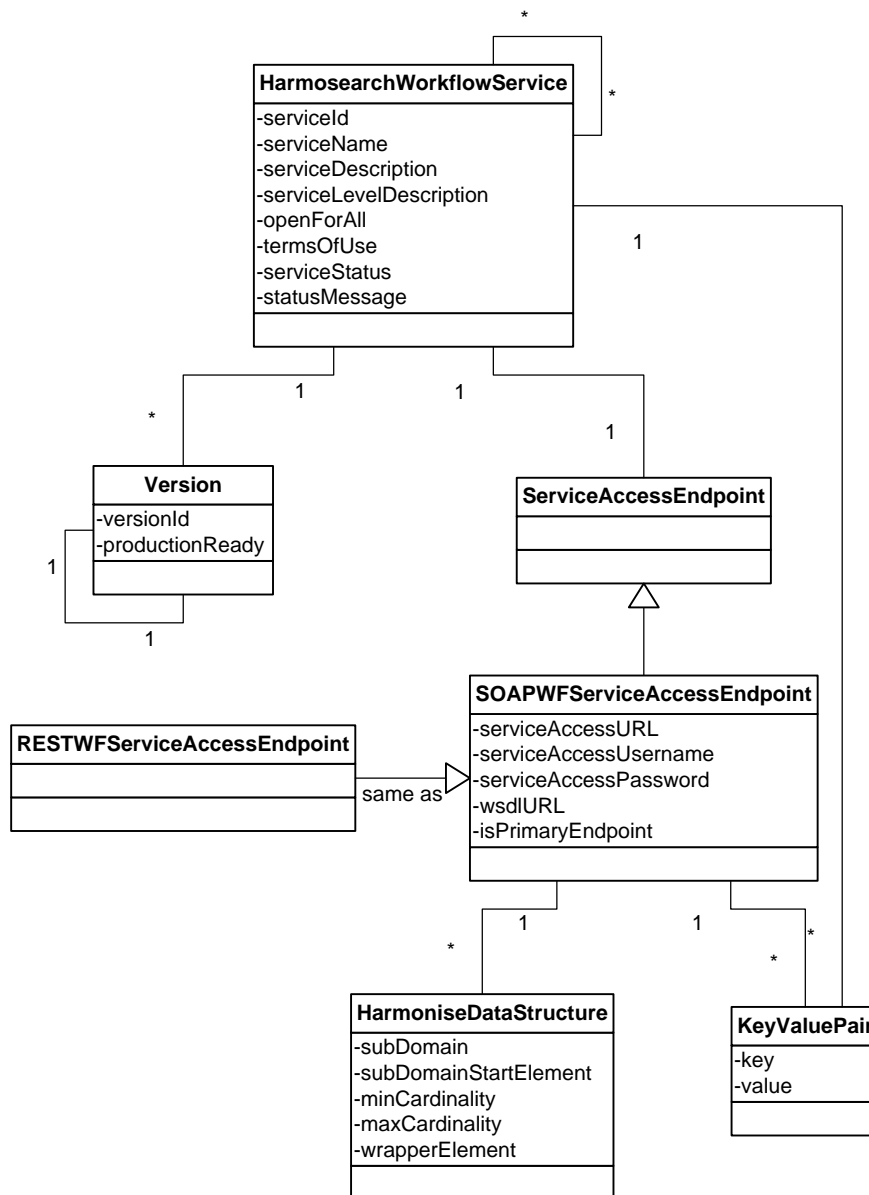 *
HarmosearchWorkflowService
*
-serviceId
-serviceName
-serviceDescription
-serviceLevelDescription
-openForAll
-termsOfUse
-serviceStatus
-statusMessage
1
1
1
*
1
Version
-versionId
-productionReady
1
1
ServiceAccessEndpoint
SOAPWFServiceAccessEndpoint
-serviceAccessURL
-serviceAccessUsername
-serviceAccessPassword
-wsdlURL
-isPrimaryEndpoint
RESTWFServiceAccessEndpoint
same as
1
1
*
*
*
HarmoniseDataStructure
-subDomain
-subDomainStartElement
-minCardinality
-maxCardinality
-wrapperElement
KeyValuePair
-key
-value